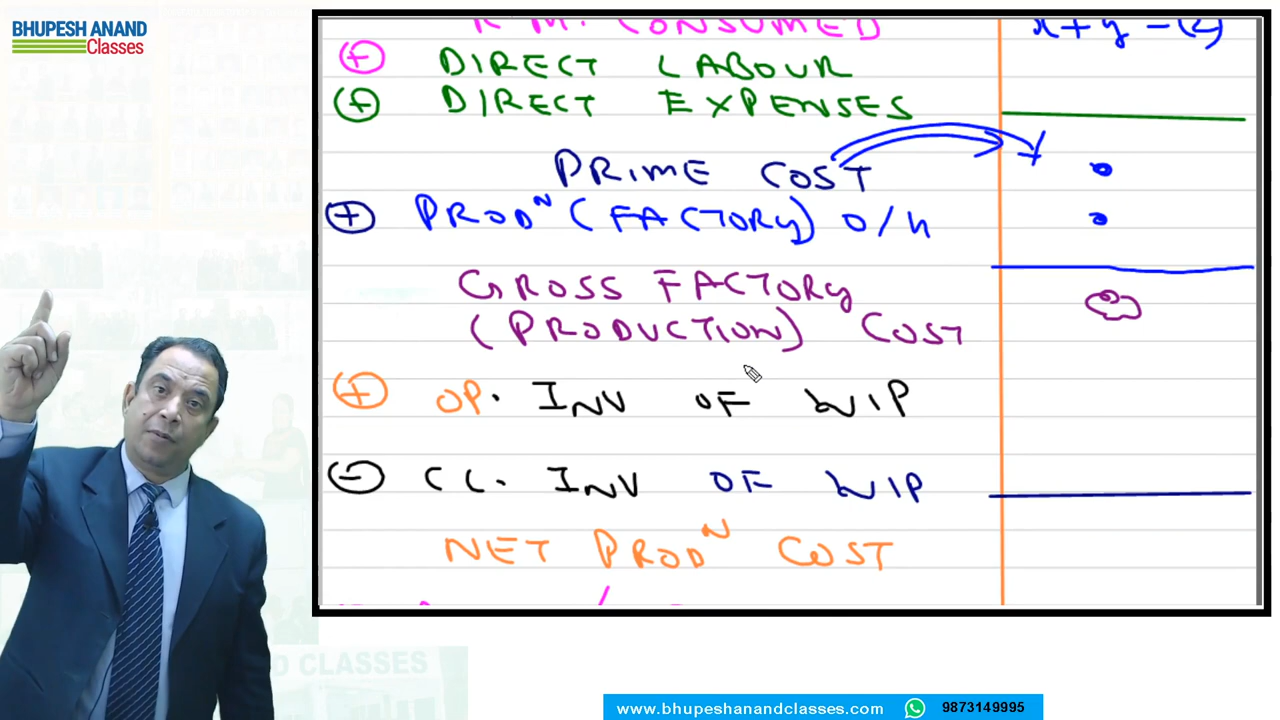 BHUPESH ANAND
Classes
R.M. CONSUMED
x+y-(z)
(+) DIRECT LABOUR
(+) DIRECT EXPENSES
PRIME COST
(+) PRODᴺ (FACTORY) O/H
GROSS FACTORY
(PRODUCTION) COST
(+) OP. INV OF WIP
(-) CL. INV OF WIP
NET PRODᴺ COST
D CLASSES
www.bhupeshanandclasses.com 9873149995